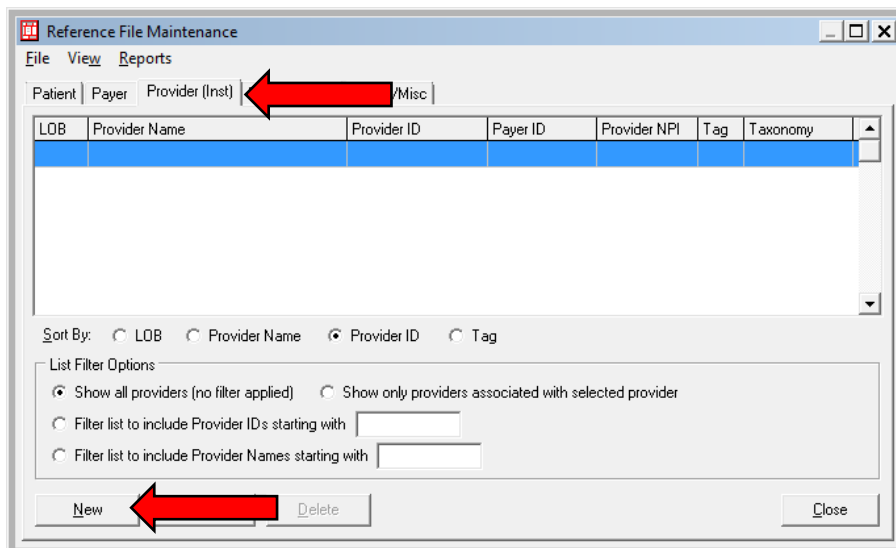 Reference File Maintenance
File View Reports
Patient Payer Provider (Inst) /Misc
LOB Provider Name Provider ID Payer ID Provider NPI Tag Taxonomy
Sort By: LOB Provider Name Provider ID Tag
List Filter Options
Show all providers (no filter applied) Show only providers associated with selected provider
Filter list to include Provider IDs starting with
Filter list to include Provider Names starting with
New Delete Close